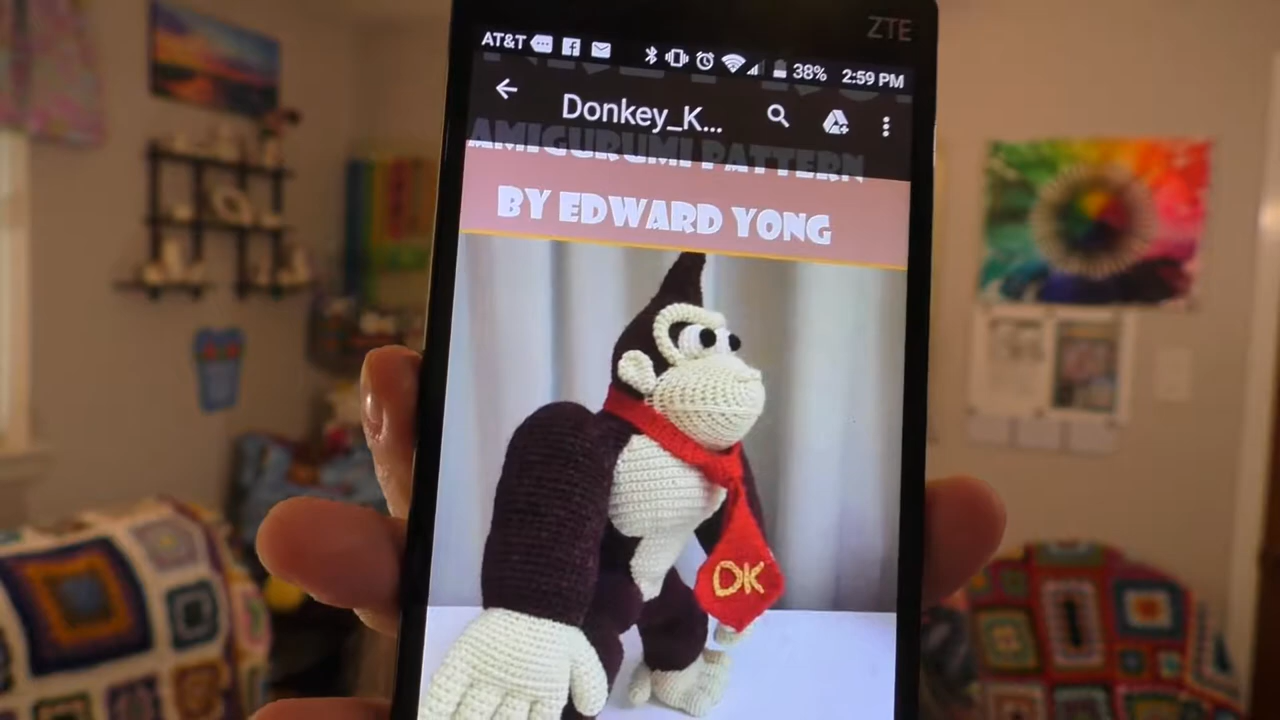 ZTE
AT&T 38% 2:59 PM
Donkey_K...
AMIGURUMI PATTERN
BY EDWARD YONG
DK